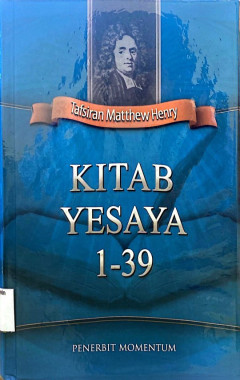 Tafsiran Matthew Henry
KITAB
YESAYA
1-39
PENERBIT MOMENTUM